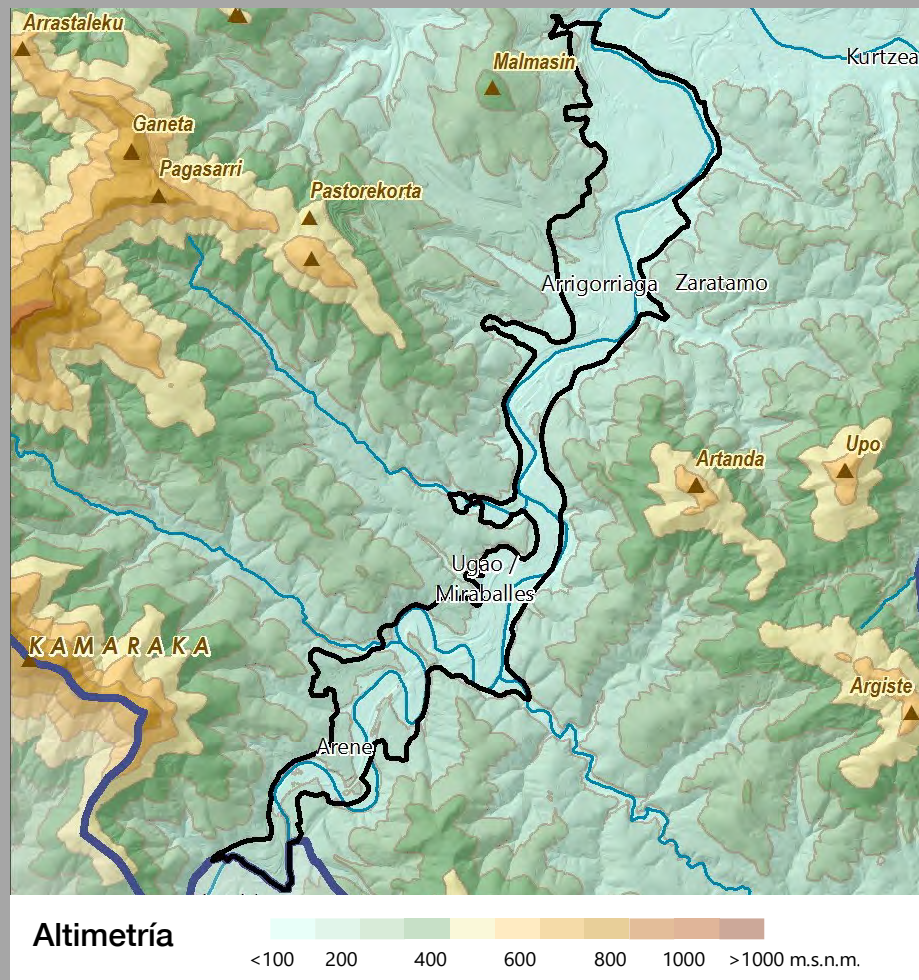 Arrastaleku
Malmasin
Kurtzea
Ganeta
Pagasarri
Pastorekorta
Arrigorriaga
Zaratamo
Upo
Artanda
Ugao /
Miraballes
KAMARAKA
Argiste
Arene
Altimetría
<100 200 400 600 800 1000 >1000 m.s.n.m.